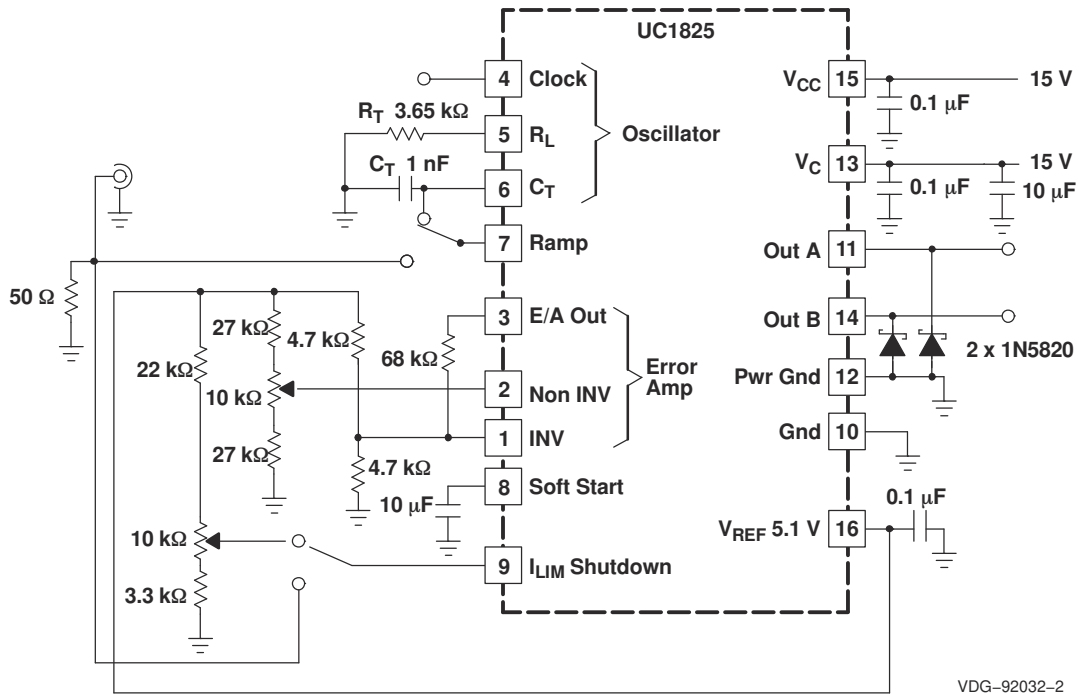 UC1825
4 Clock
R_T 3.65 kΩ
5 R_L
Oscillator
C_T 1 nF
6 C_T
7 Ramp
50 Ω
3 E/A Out
27 kΩ
4.7 kΩ
68 kΩ
22 kΩ
Error
Amp
10 kΩ
2 Non INV
1 INV
27 kΩ
4.7 kΩ
8 Soft Start
10 μF
10 kΩ
9 I_LIM Shutdown
3.3 kΩ
V_CC 15
15 V
0.1 μF
V_C 13
15 V
0.1 μF
10 μF
Out A 11
Out B 14
2 x 1N5820
Pwr Gnd 12
Gnd 10
0.1 μF
V_REF 5.1 V 16
VDG−92032−2